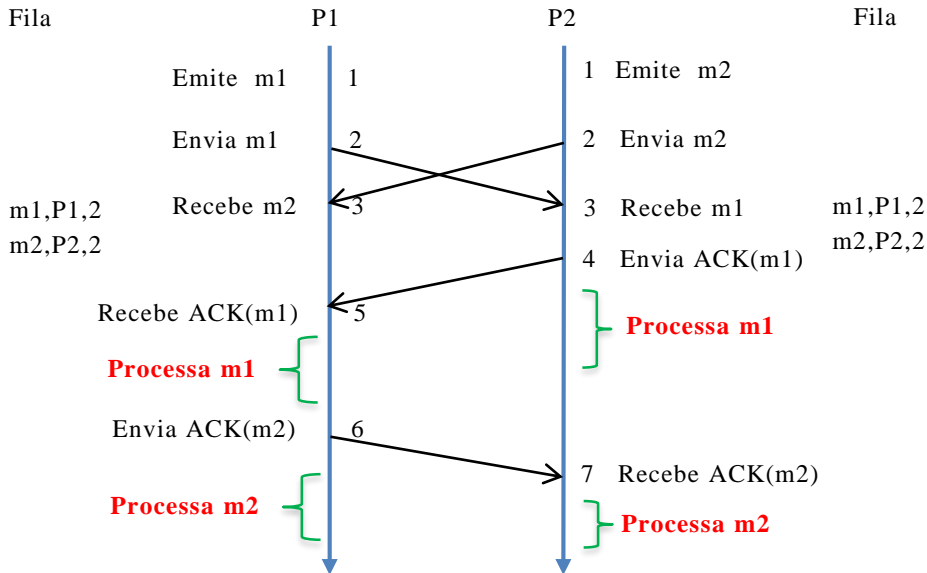 Fila P1 P2 Fila
Emite m1 1 1 Emite m2
Envia m1 2 2 Envia m2
m1,P1,2 Recebe m2 3 3 Recebe m1 m1,P1,2
m2,P2,2 m2,P2,2
4 Envia ACK(m1)
Recebe ACK(m1) 5
Processa m1
Processa m1
Envia ACK(m2) 6
7 Recebe ACK(m2)
Processa m2
Processa m2